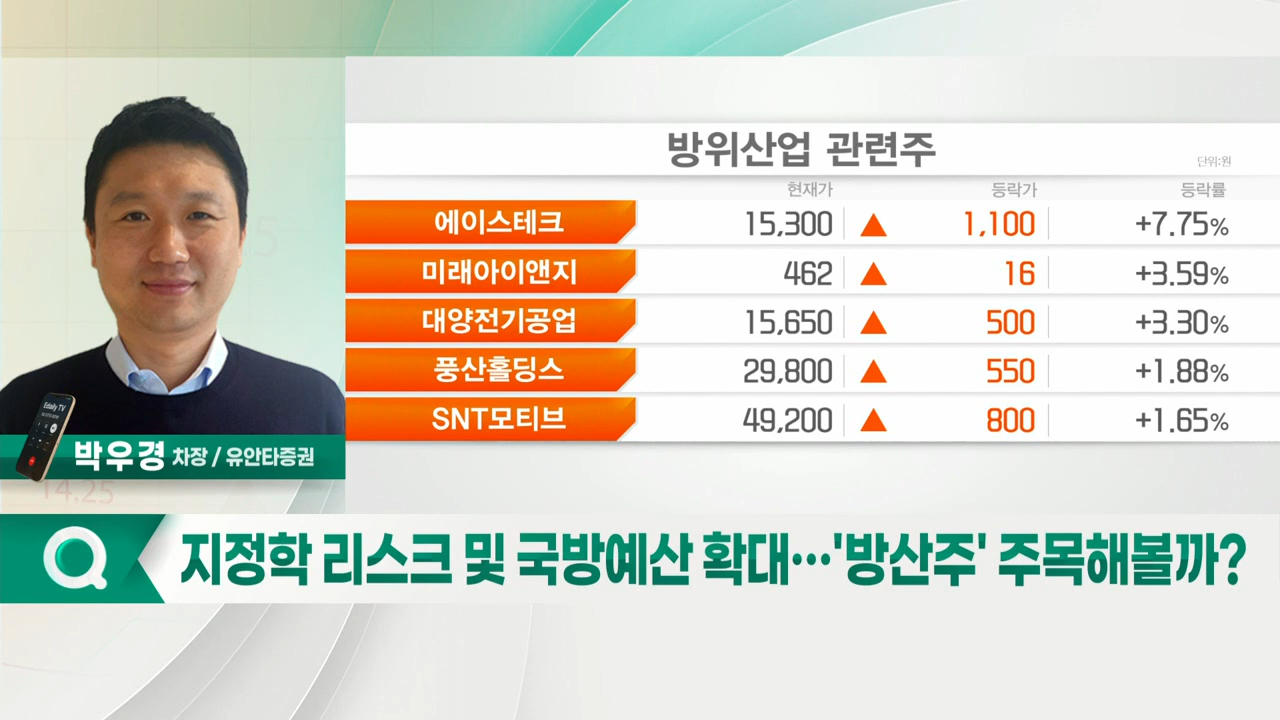 방위산업 관련주
단위:원
현재가 등락가 등락률
에이스테크 15,300 ▲ 1,100 +7.75%
미래아이앤지 462 ▲ 16 +3.59%
대양전기공업 15,650 ▲ 500 +3.30%
풍산홀딩스 29,800 ▲ 550 +1.88%
SNT모티브 49,200 ▲ 800 +1.65%
Edaily TV
박우경 차장 / 유안타증권
14.25
Q 지정학 리스크 및 국방예산 확대…'방산주' 주목해볼까?